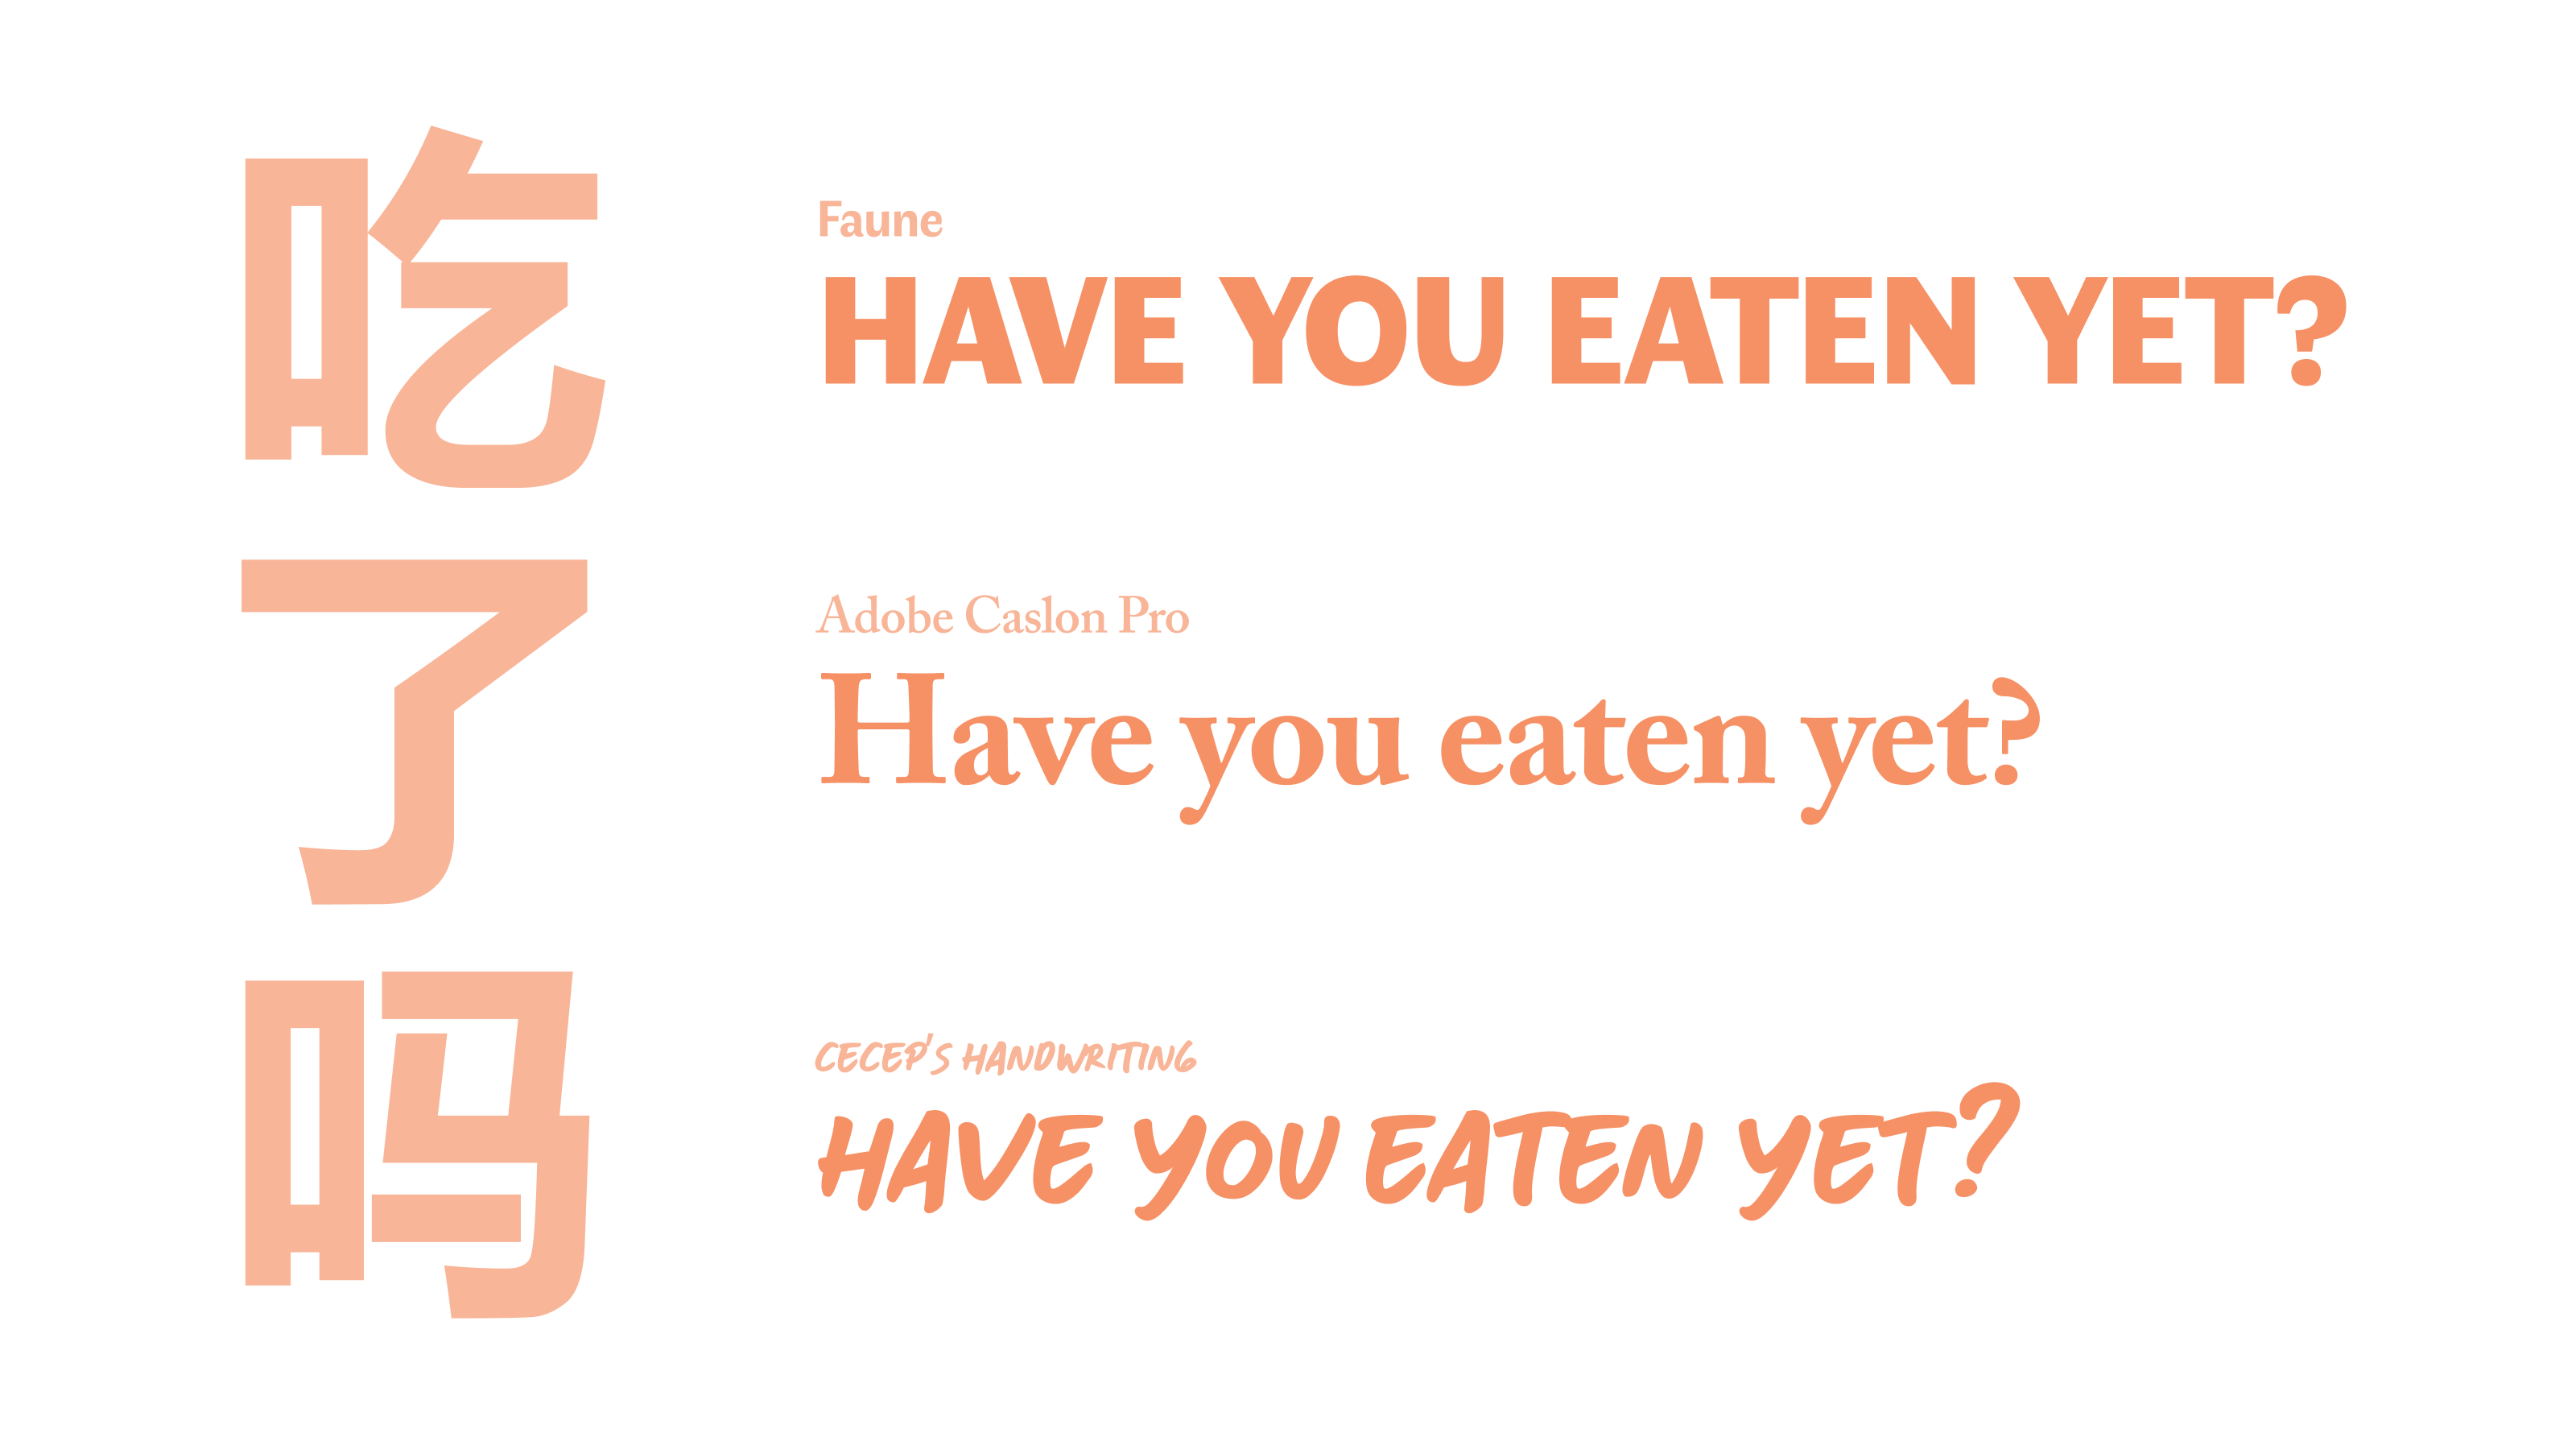 吃了吗
Faune
HAVE YOU EATEN YET?
Adobe Caslon Pro
Have you eaten yet?
CECEP'S HANDWRITING
HAVE YOU EATEN YET?